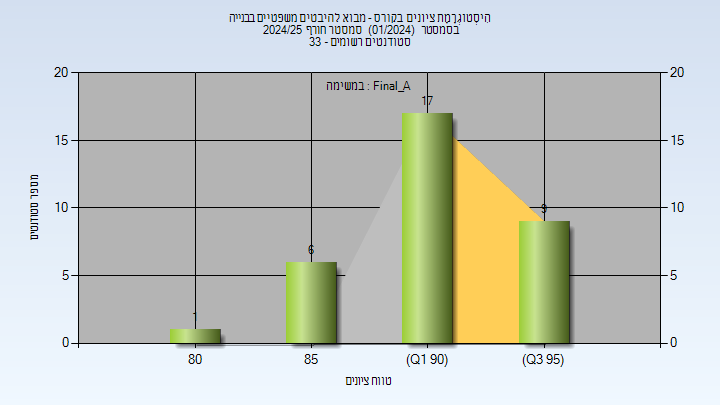 היסטוגרמת ציונים בקורס - מבוא להיבטים משפטיים בבנייה
בסמסטר (01/2024) סמסטר חורף 2024/25
סטודנטים רשומים - 33
במשימה : Final_A
20 20
17
15 15
10 10
9
6
5 5
1
0 0
80 85 (Q1 90) (Q3 95)
מספר סטודנטים
טווח ציונים